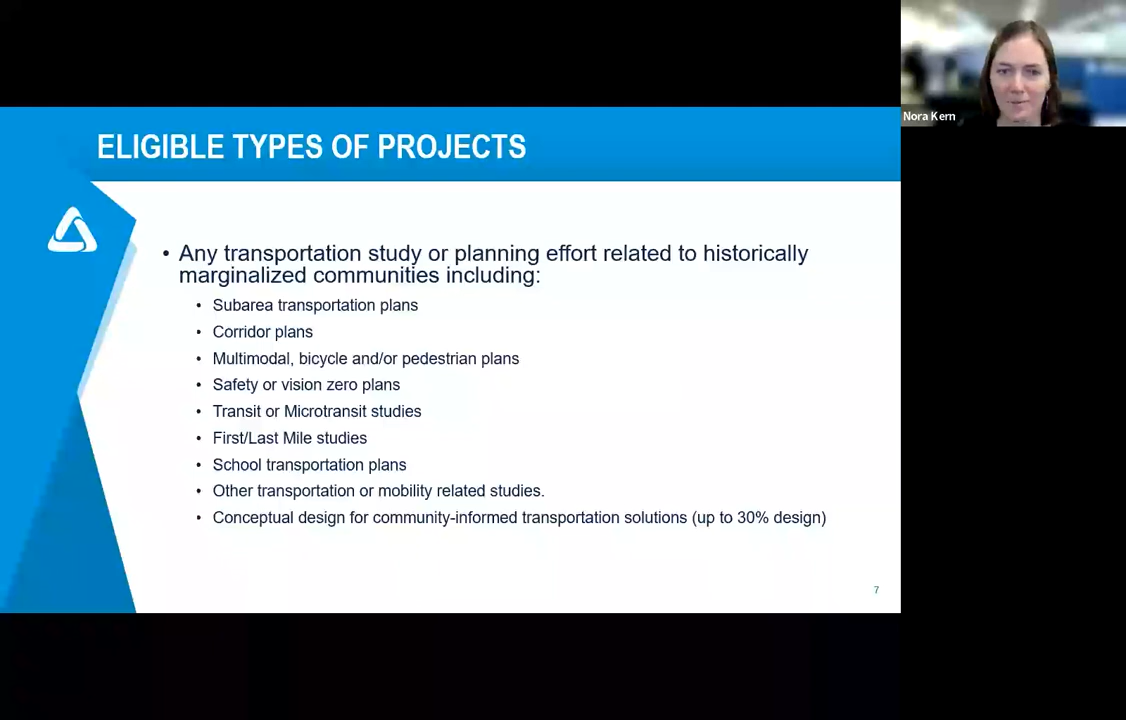 Nora Kern
ELIGIBLE TYPES OF PROJECTS
• Any transportation study or planning effort related to historically
marginalized communities including:
• Subarea transportation plans
• Corridor plans
• Multimodal, bicycle and/or pedestrian plans
• Safety or vision zero plans
• Transit or Microtransit studies
• First/Last Mile studies
• School transportation plans
• Other transportation or mobility related studies.
• Conceptual design for community-informed transportation solutions (up to 30% design)
7